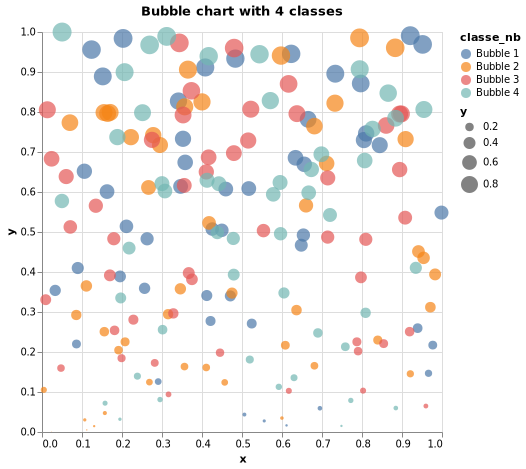 Bubble chart with 4 classes
1.0
0.9
0.8
0.7
0.6
0.5
0.4
0.3
0.2
0.1
0.0
y
0.0 0.1 0.2 0.3 0.4 0.5 0.6 0.7 0.8 0.9 1.0
x
classe_nb
Bubble 1
Bubble 2
Bubble 3
Bubble 4
y
0.2
0.4
0.6
0.8